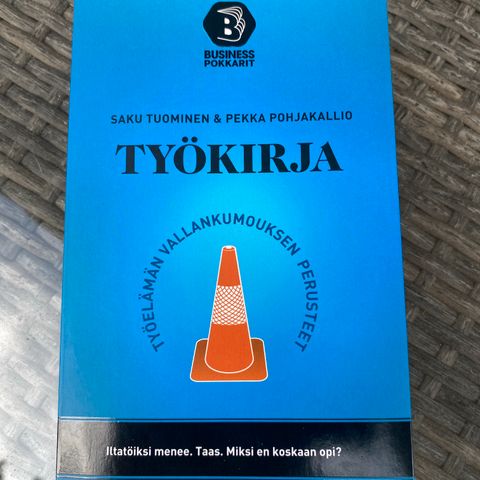 B
BUSINESS
POKKARIT
SAKU TUOMINEN & PEKKA POHJAKALLIO
TYÖKIRJA
TYÖELÄMÄN VALLANKUMOUKSEN PERUSTEET
Iltatöiksi menee. Taas. Miksi en koskaan opi?